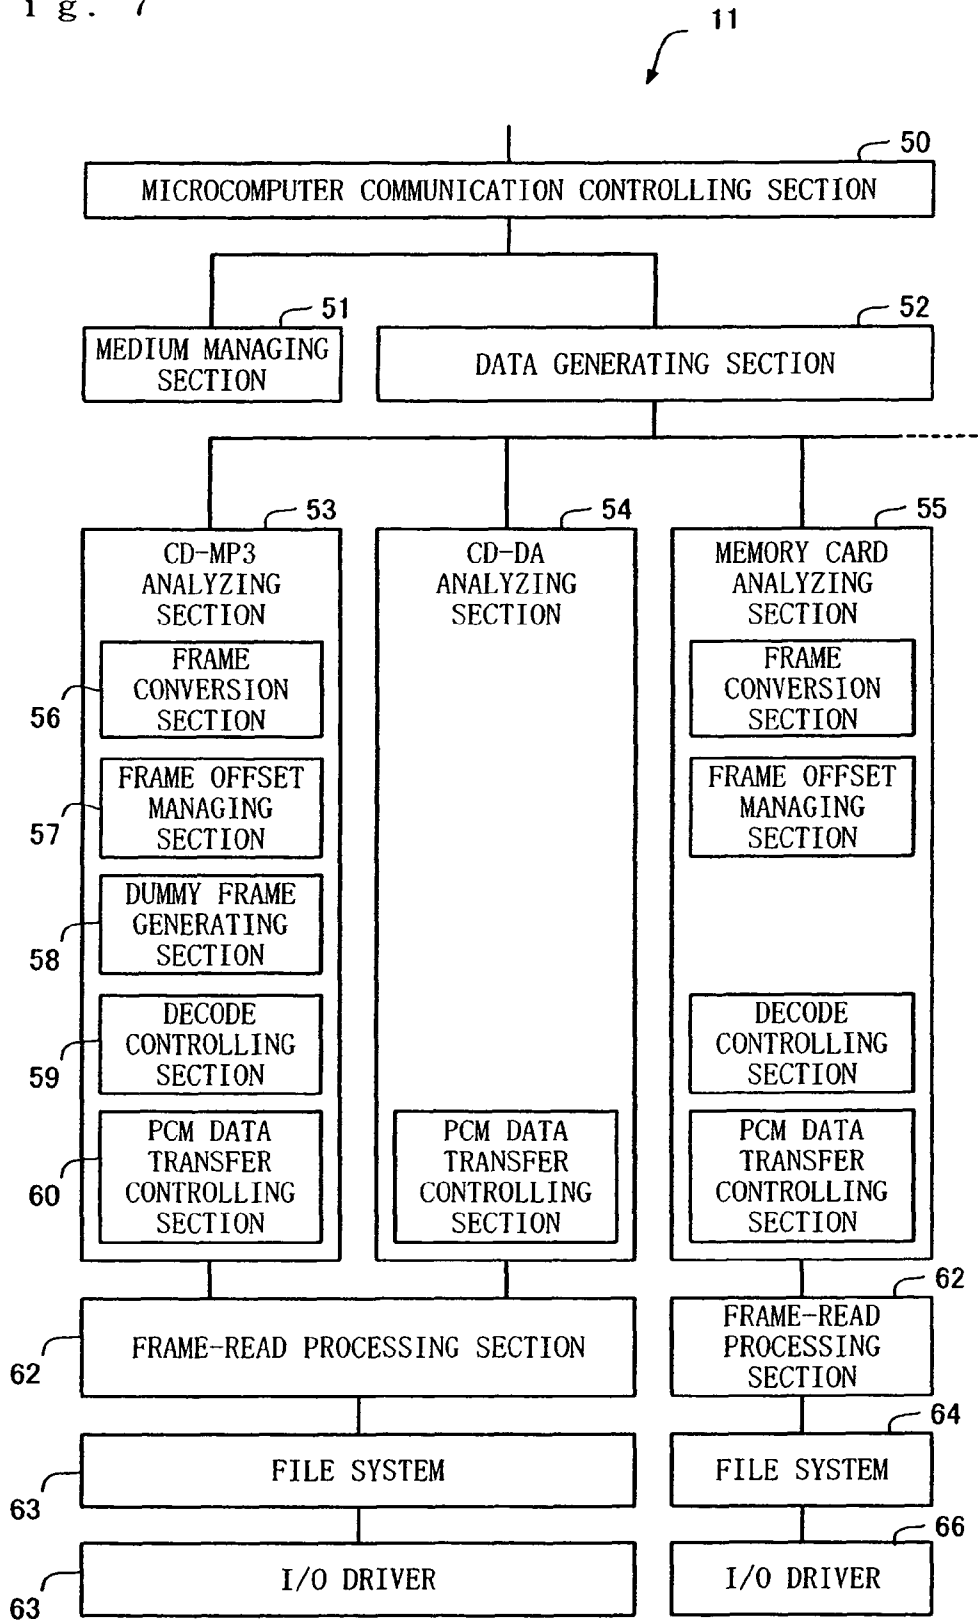 i g. 7
11
50
MICROCOMPUTER COMMUNICATION CONTROLLING SECTION
51
52
MEDIUM MANAGING
SECTION
DATA GENERATING SECTION
53
54
55
CD-MP3
ANALYZING
SECTION
CD-DA
ANALYZING
SECTION
MEMORY CARD
ANALYZING
SECTION
FRAME
CONVERSION
SECTION
56
FRAME
CONVERSION
SECTION
FRAME OFFSET
MANAGING
SECTION
57
FRAME OFFSET
MANAGING
SECTION
DUMMY FRAME
GENERATING
SECTION
58
DECODE
CONTROLLING
SECTION
59
DECODE
CONTROLLING
SECTION
PCM DATA
TRANSFER
CONTROLLING
SECTION
60
PCM DATA
TRANSFER
CONTROLLING
SECTION
PCM DATA
TRANSFER
CONTROLLING
SECTION
62
FRAME-READ PROCESSING SECTION
62
FRAME-READ
PROCESSING
SECTION
64
FILE SYSTEM
63
FILE SYSTEM
66
I/O DRIVER
63
I/O DRIVER